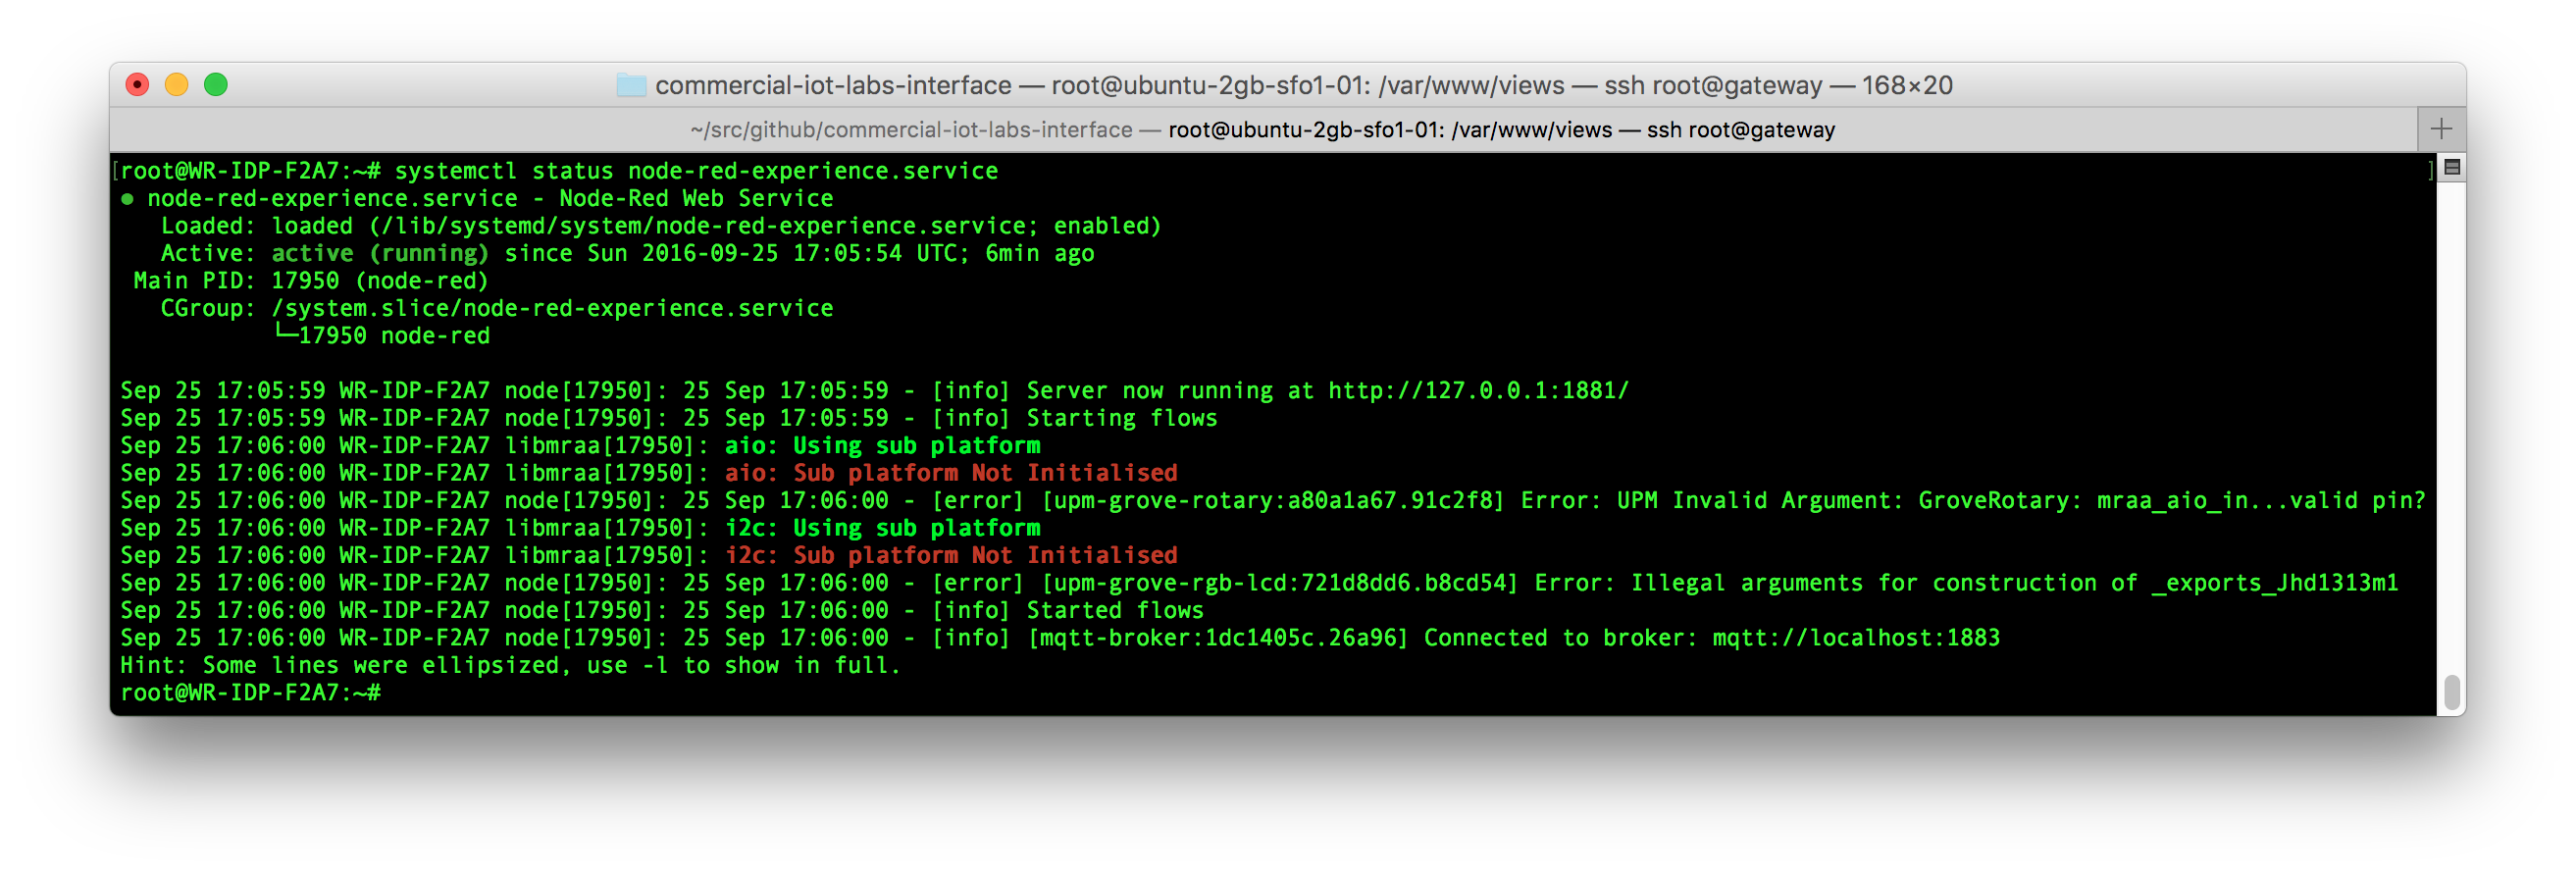 commercial-iot-labs-interface — root@ubuntu-2gb-sfo1-01: /var/www/views — ssh root@gateway — 168×20
~/src/github/commercial-iot-labs-interface — root@ubuntu-2gb-sfo1-01: /var/www/views — ssh root@gateway
[root@WR-IDP-F2A7:~# systemctl status node-red-experience.service ]
● node-red-experience.service - Node-Red Web Service
   Loaded: loaded (/lib/systemd/system/node-red-experience.service; enabled)
   Active: active (running) since Sun 2016-09-25 17:05:54 UTC; 6min ago
 Main PID: 17950 (node-red)
   CGroup: /system.slice/node-red-experience.service
           └─17950 node-red
Sep 25 17:05:59 WR-IDP-F2A7 node[17950]: 25 Sep 17:05:59 - [info] Server now running at http://127.0.0.1:1881/
Sep 25 17:05:59 WR-IDP-F2A7 node[17950]: 25 Sep 17:05:59 - [info] Starting flows
Sep 25 17:06:00 WR-IDP-F2A7 libmraa[17950]: aio: Using sub platform
Sep 25 17:06:00 WR-IDP-F2A7 libmraa[17950]: aio: Sub platform Not Initialised
Sep 25 17:06:00 WR-IDP-F2A7 node[17950]: 25 Sep 17:06:00 - [error] [upm-grove-rotary:a80a1a67.91c2f8] Error: UPM Invalid Argument: GroveRotary: mraa_aio_in...valid pin?
Sep 25 17:06:00 WR-IDP-F2A7 libmraa[17950]: i2c: Using sub platform
Sep 25 17:06:00 WR-IDP-F2A7 libmraa[17950]: i2c: Sub platform Not Initialised
Sep 25 17:06:00 WR-IDP-F2A7 node[17950]: 25 Sep 17:06:00 - [error] [upm-grove-rgb-lcd:721d8dd6.b8cd54] Error: Illegal arguments for construction of _exports_Jhd1313m1
Sep 25 17:06:00 WR-IDP-F2A7 node[17950]: 25 Sep 17:06:00 - [info] Started flows
Sep 25 17:06:00 WR-IDP-F2A7 node[17950]: 25 Sep 17:06:00 - [info] [mqtt-broker:1dc1405c.26a96] Connected to broker: mqtt://localhost:1883
Hint: Some lines were ellipsized, use -l to show in full.
root@WR-IDP-F2A7:~#